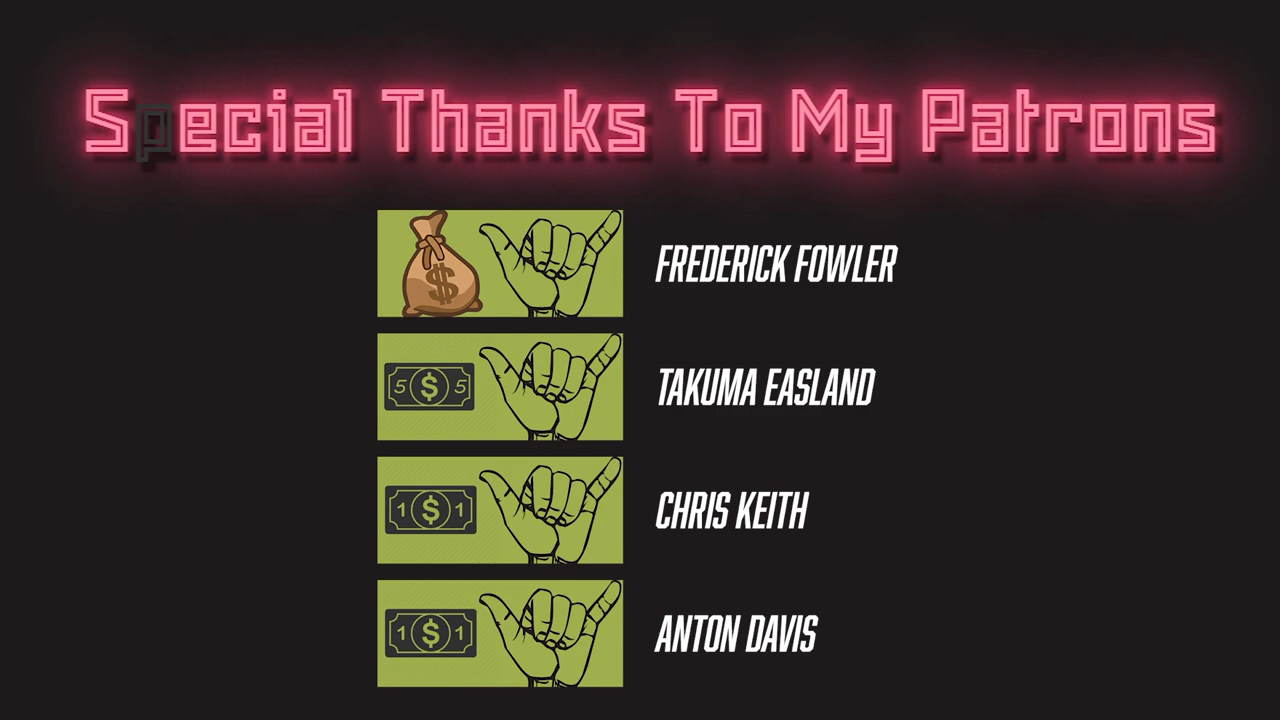 Special Thanks To My Patrons
$
FREDERICK FOWLER
5 $ 5
TAKUMA EASLAND
1 $ 1
CHRIS KEITH
1 $ 1
ANTON DAVIS